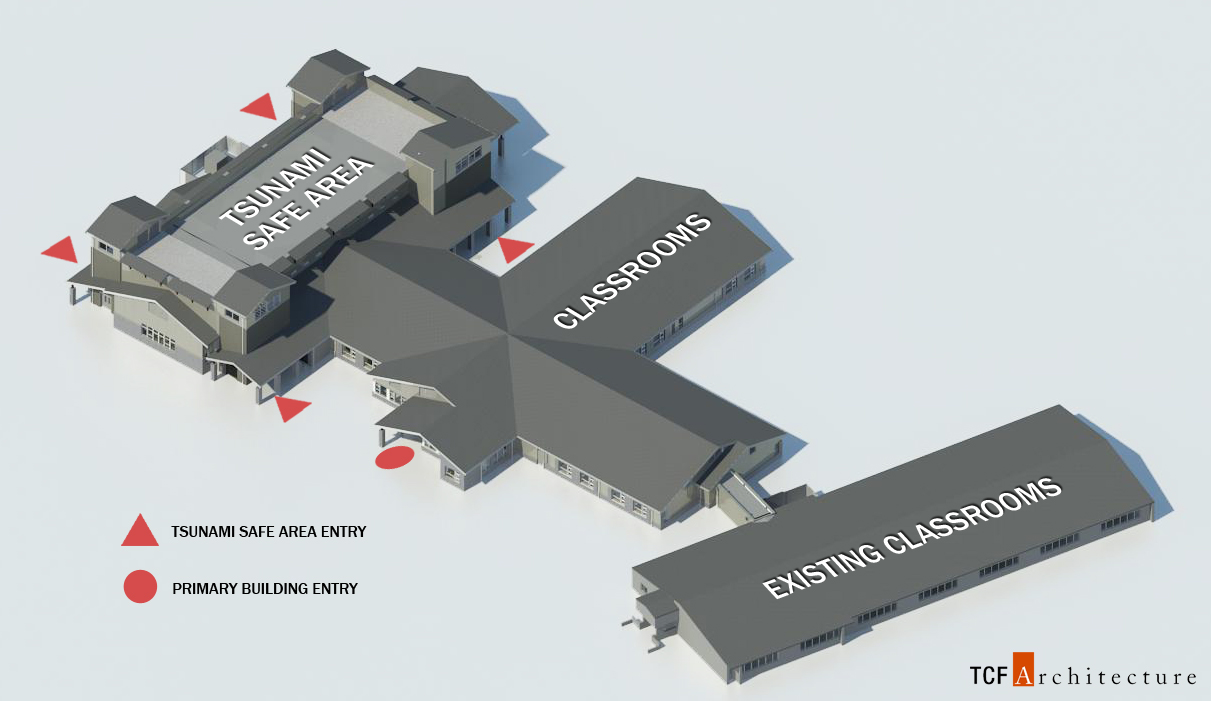 TSUNAMI
SAFE AREA
CLASSROOMS
EXISTING CLASSROOMS
TSUNAMI SAFE AREA ENTRY
PRIMARY BUILDING ENTRY
TCF Architecture